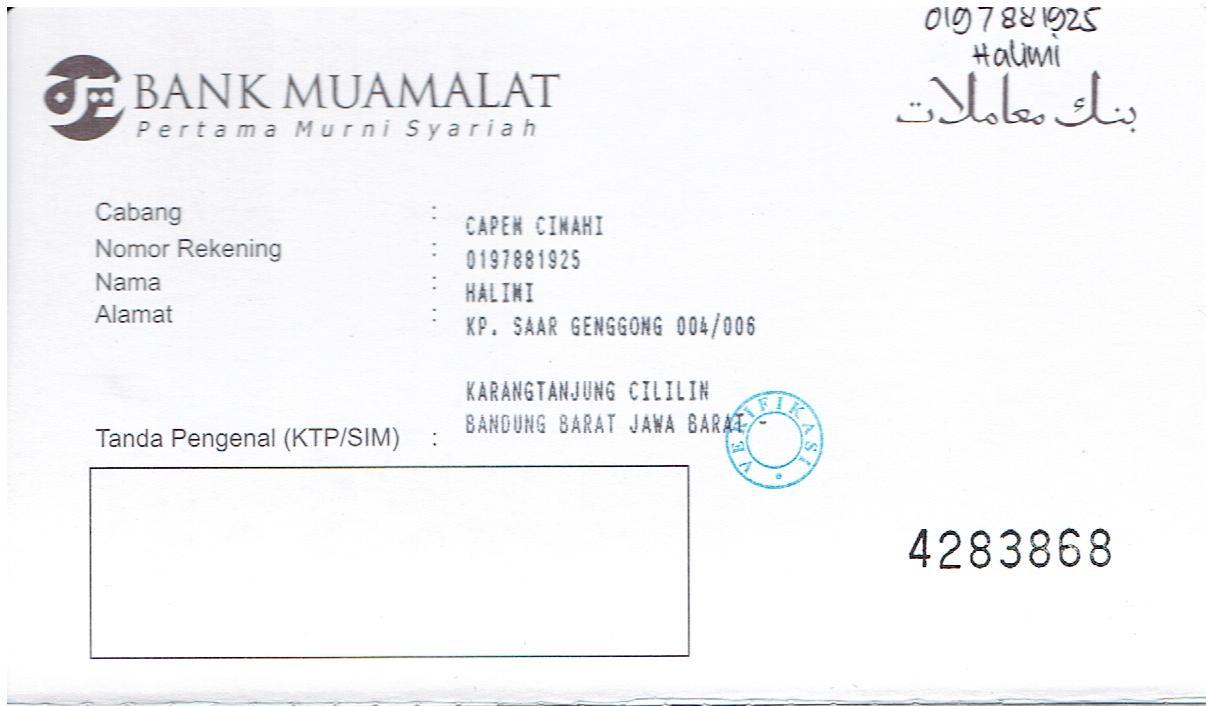 0197881925
Halimi
BANK MUAMALAT
Pertama Murni Syariah
بنك معاملات
Cabang : CAPEM CIMAHI
Nomor Rekening : 0197881925
Nama : HALIMI
Alamat : KP. SAAR GENGGONG 004/006
KARANGTANJUNG CILILIN
BANDUNG BARAT JAWA BARAT -
Tanda Pengenal (KTP/SIM) :
VERIFIKASI
4283868